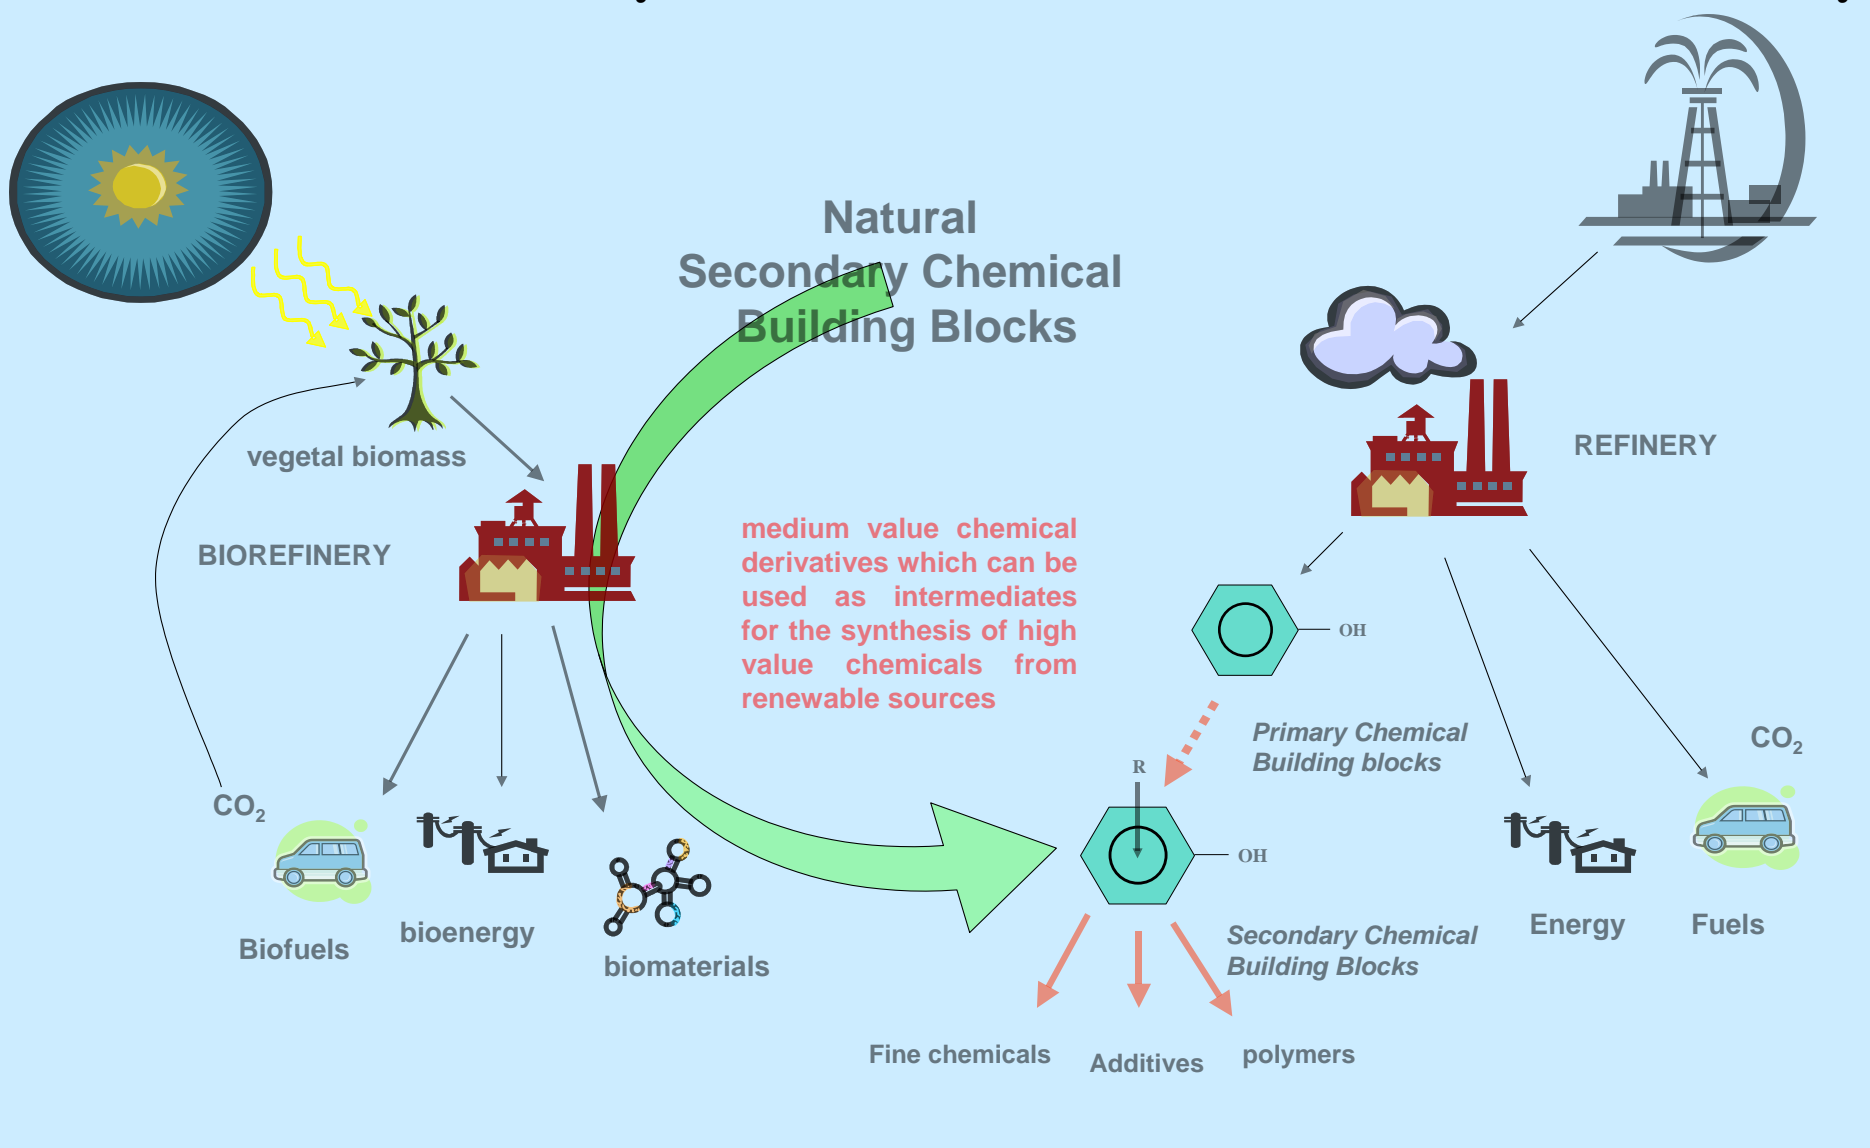 Natural
Secondary Chemical
Building Blocks
vegetal biomass
BIOREFINERY
REFINERY
medium value chemical
derivatives which can be
used as intermediates
for the synthesis of high
value chemicals from
renewable sources
OH
Primary Chemical
Building blocks
CO₂
R
OH
CO₂
Biofuels
bioenergy
biomaterials
Secondary Chemical
Building Blocks
Energy
Fuels
Fine chemicals
Additives
polymers